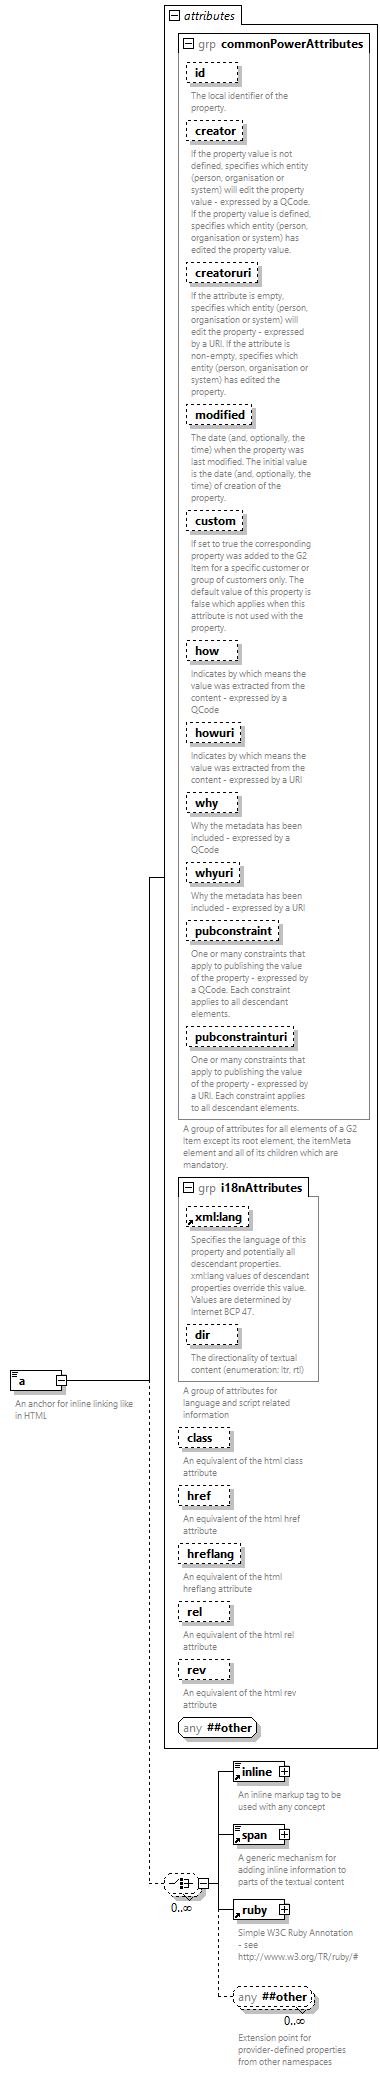 attributes
grp commonPowerAttributes
id
The local identifier of the
property.
creator
If the property value is not
defined, specifies which entity
(person, organisation or
system) will edit the property
value - expressed by a QCode.
If the property value is defined,
specifies which entity (person,
organisation or system) has
edited the property value.
creatoruri
If the attribute is empty,
specifies which entity (person,
organisation or system) will
edit the property - expressed
by a URI. If the attribute is
non-empty, specifies which
entity (person, organisation or
system) has edited the
property.
modified
The date (and, optionally, the
time) when the property was
last modified. The initial value
is the date (and, optionally, the
time) of creation of the
property.
custom
If set to true the corresponding
property was added to the G2
Item for a specific customer or
group of customers only. The
default value of this property is
false which applies when this
attribute is not used with the
property.
how
Indicates by which means the
value was extracted from the
content - expressed by a
QCode
howuri
Indicates by which means the
value was extracted from the
content - expressed by a URI
why
Why the metadata has been
included - expressed by a
QCode
whyuri
Why the metadata has been
included - expressed by a URI
pubconstraint
One or many constraints that
apply to publishing the value
of the property - expressed by
a QCode. Each constraint
applies to all descendant
elements.
pubconstrainturi
One or many constraints that
apply to publishing the value
of the property - expressed by a
URI. Each constraint applies
to all descendant elements.
A group of attributes for all elements of a G2
Item except its root element, the itemMeta
element and all of its children which are
mandatory.
grp i18nAttributes
xml:lang
Specifies the language of this
property and potentially all
descendant properties.
xml:lang values of descendant
properties override this value.
Values are determined by
Internet BCP 47.
dir
The directionality of textual
content (enumeration: ltr, rtl)
A group of attributes for
language and script related
information
a
An anchor for inline linking like
in HTML
class
An equivalent of the html class
attribute
href
An equivalent of the html href
attribute
hreflang
An equivalent of the html
hreflang attribute
rel
An equivalent of the html rel
attribute
rev
An equivalent of the html rev
attribute
any ##other
inline
An inline markup tag to be
used with any concept
span
A generic mechanism for
adding inline information to
parts of the textual content
0..∞
ruby
Simple W3C Ruby Annotation
- see
http://www.w3.org/TR/ruby/#
any ##other
0..∞
Extension point for
provider-defined properties
from other namespaces